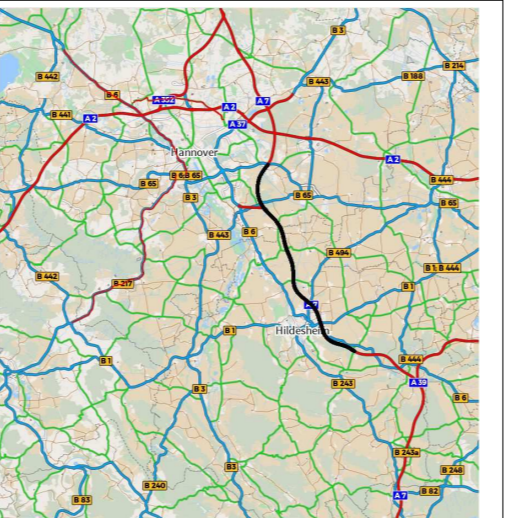 B 3
B 214
B 442
B 188
B 443
B 6
A 352
A 7
A 2
B 441
A 2
A 37
Hannover
A 2
B 6;B 65
B 65
B 444
B 3
B 65
B 65
B 443
B 6
B 494
B 1; B 444
B 442
B 217
B 1
A 7
Hildesheim
B 1
B 1
B 444
B 243
A 39
B 3
B 6
B 243a
B3
B 248
B 240
B 82
B 83
A 7